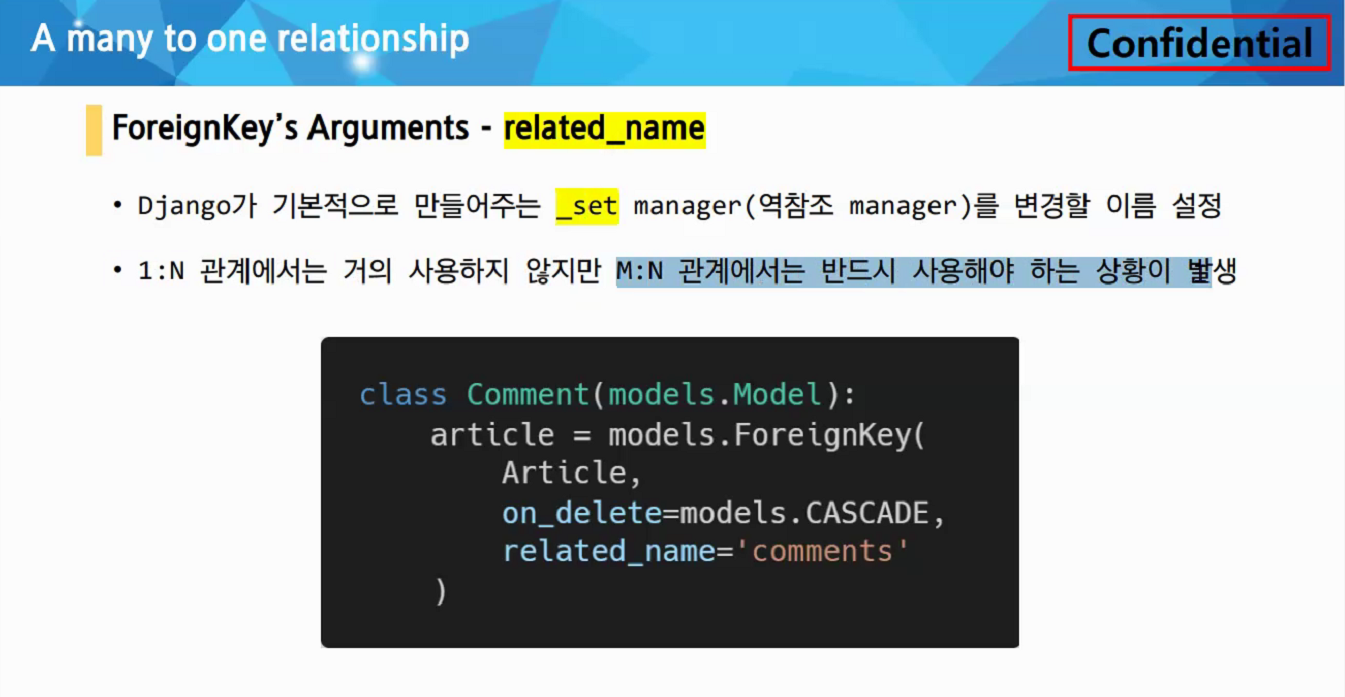 A many to one relationship
Confidential
ForeignKey's Arguments - related_name
• Django가 기본적으로 만들어주는 _set manager(역참조 manager)를 변경할 이름 설정
• 1:N 관계에서는 거의 사용하지 않지만 M:N 관계에서는 반드시 사용해야 하는 상황이 발생
class Comment(models.Model):
    article = models.ForeignKey(
        Article,
        on_delete=models.CASCADE,
        related_name='comments'
    )